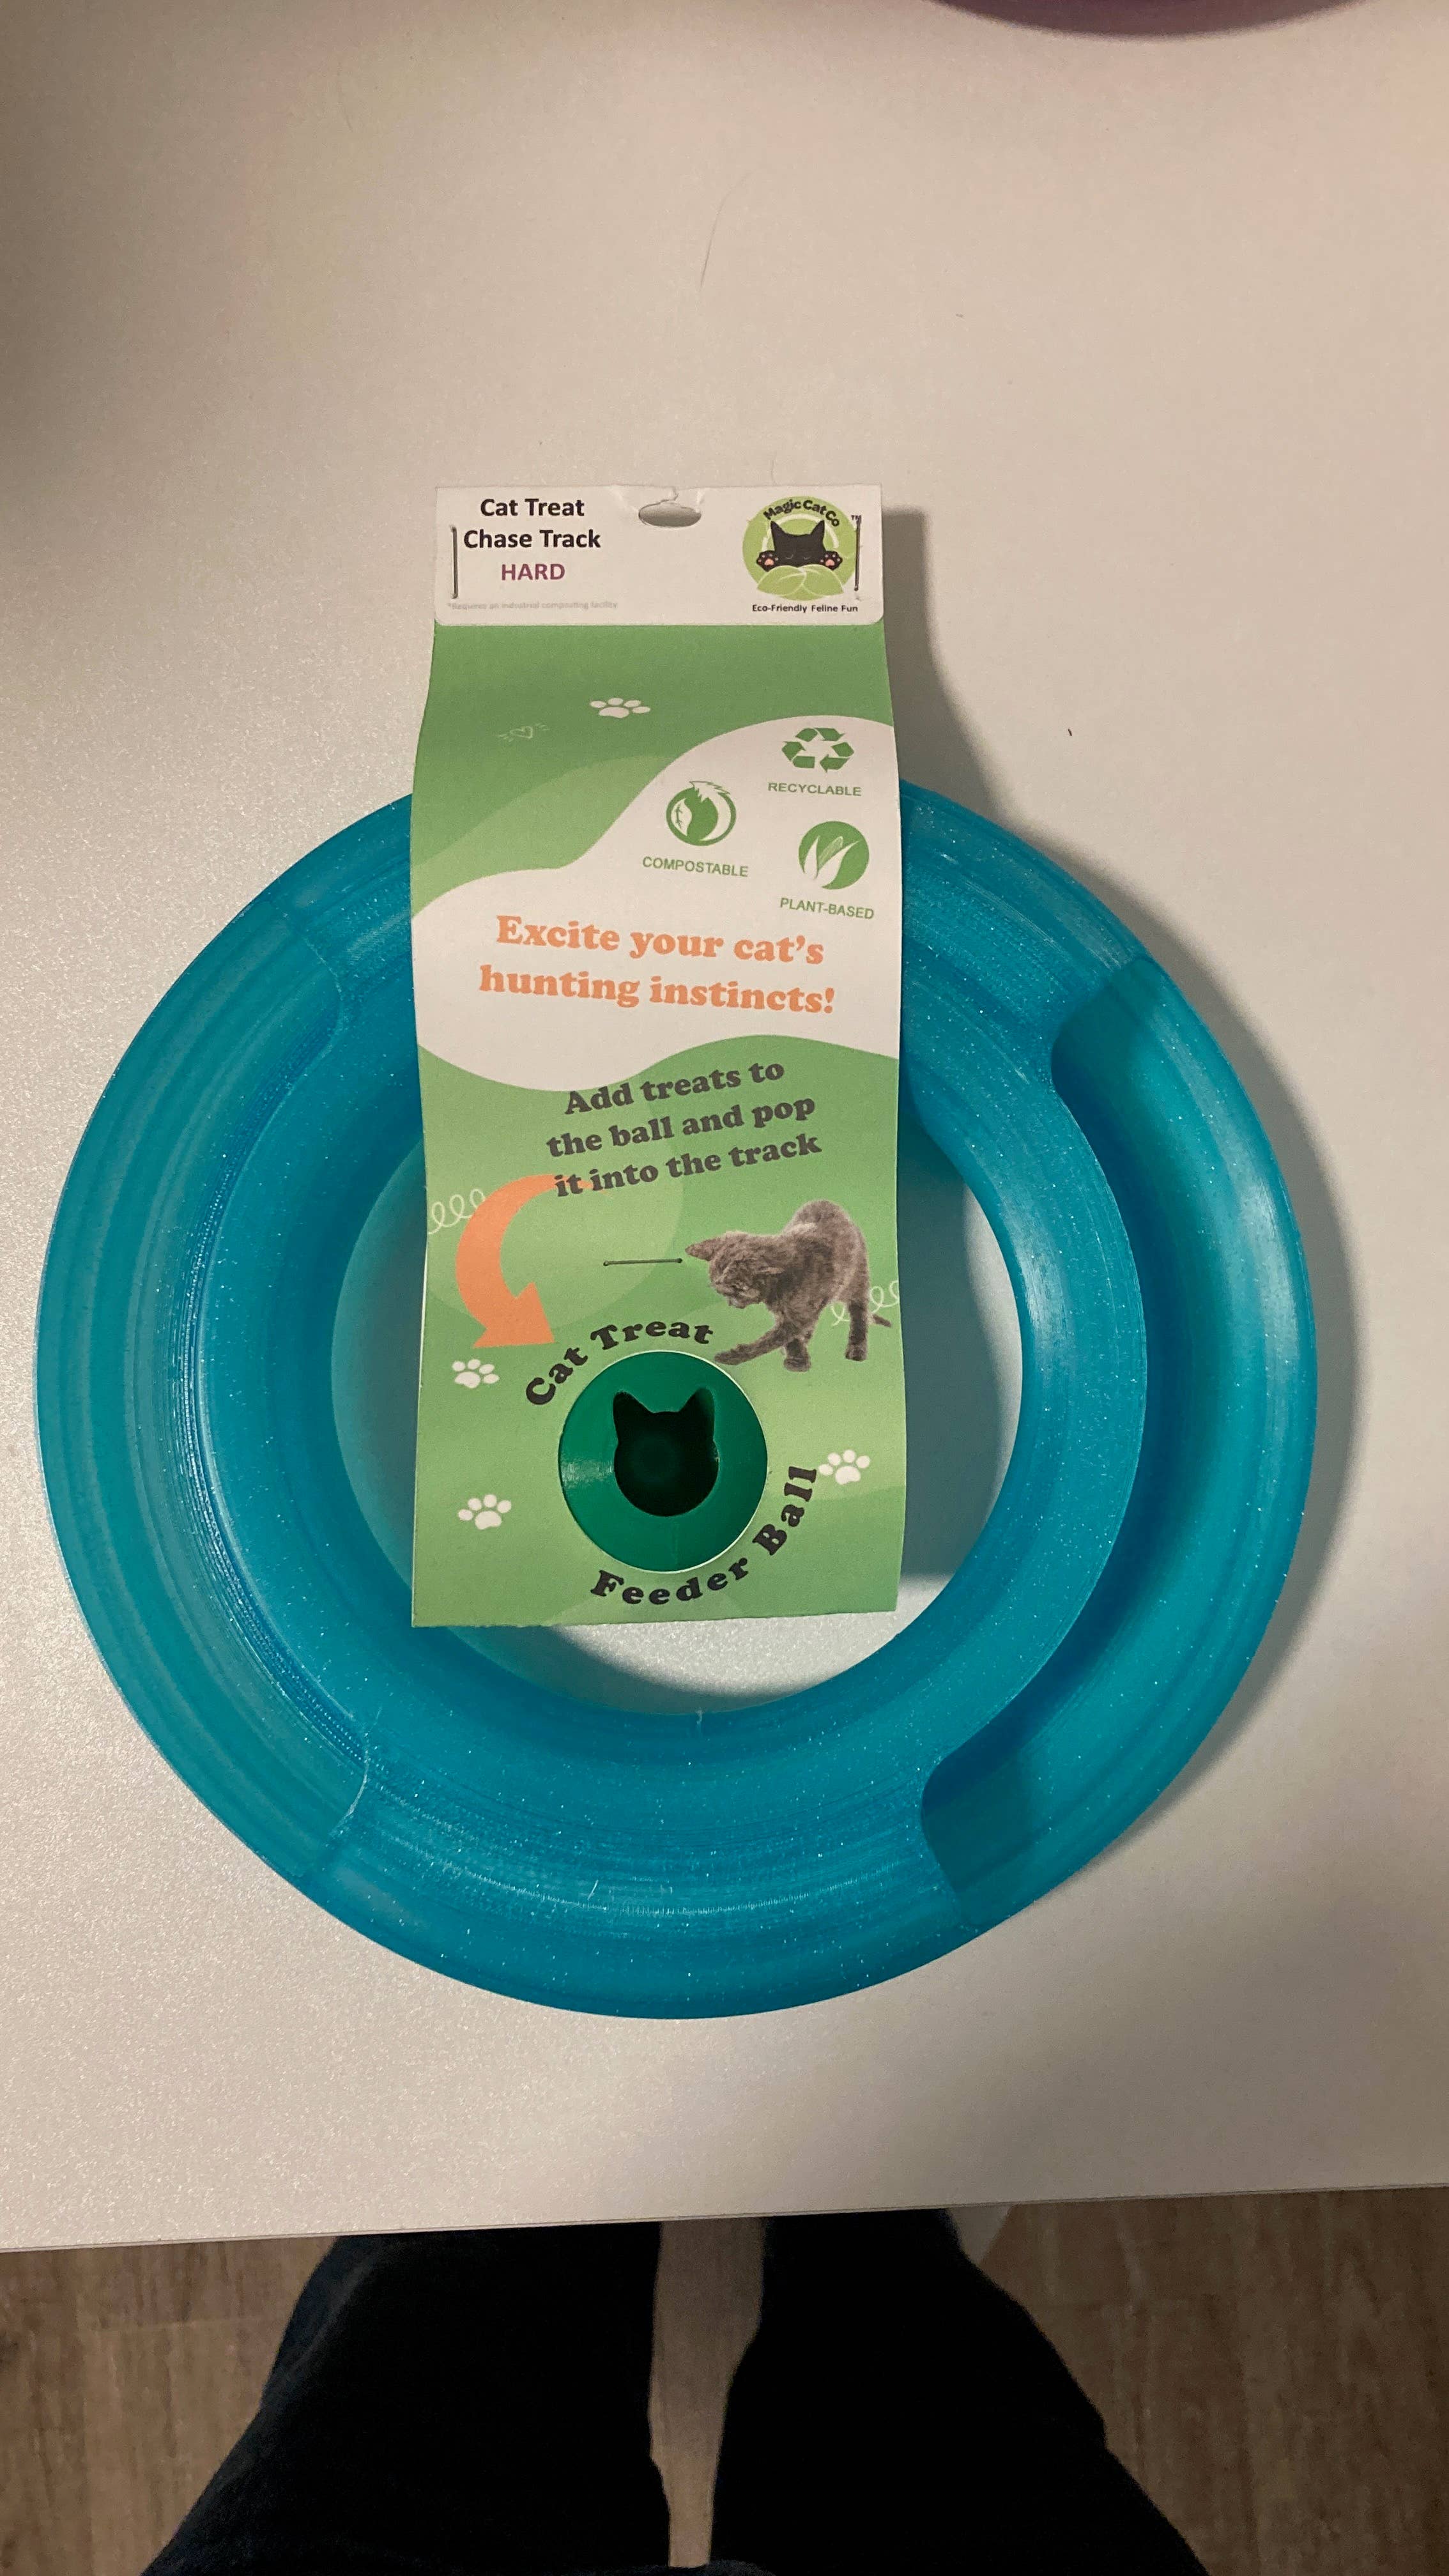 Cat Treat
Chase Track
HARD
*Requires an industrial composting facility
Magic Cat Co
TM
Eco-Friendly Feline Fun
RECYCLABLE
COMPOSTABLE
PLANT-BASED
Excite your cat's
hunting instincts!
Add treats to
the ball and pop
it into the track
Cat Treat
Feeder Ball